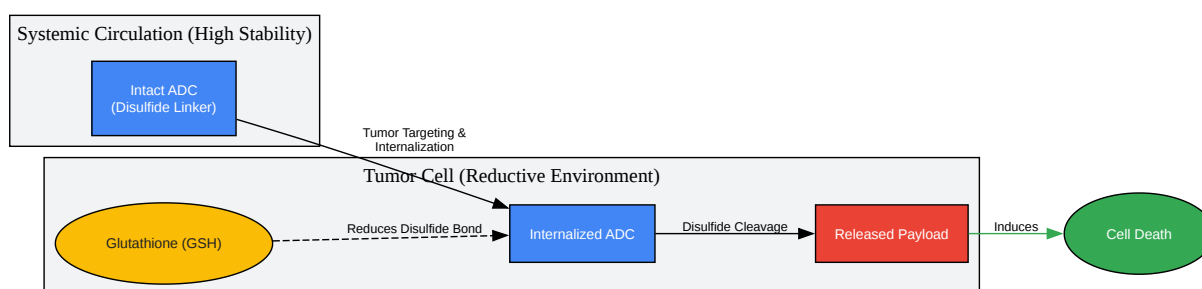 Systemic Circulation (High Stability)
Intact ADC
(Disulfide Linker)
Tumor Targeting &
Internalization
Tumor Cell (Reductive Environment)
Glutathione (GSH)
Reduces Disulfide Bond
Internalized ADC
Disulfide Cleavage
Released Payload
Induces
Cell Death